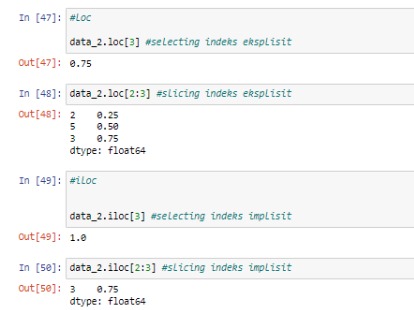 In [47]: #loc
data_2.loc[3] #selecting indeks eksplisit
Out[47]: 0.75
In [48]: data_2.loc[2:3] #slicing indeks eksplisit
Out[48]: 2    0.25
5    0.50
3    0.75
dtype: float64
In [49]: #iloc
data_2.iloc[3] #selecting indeks implisit
Out[49]: 1.0
In [50]: data_2.iloc[2:3] #slicing indeks implisit
Out[50]: 3    0.75
dtype: float64